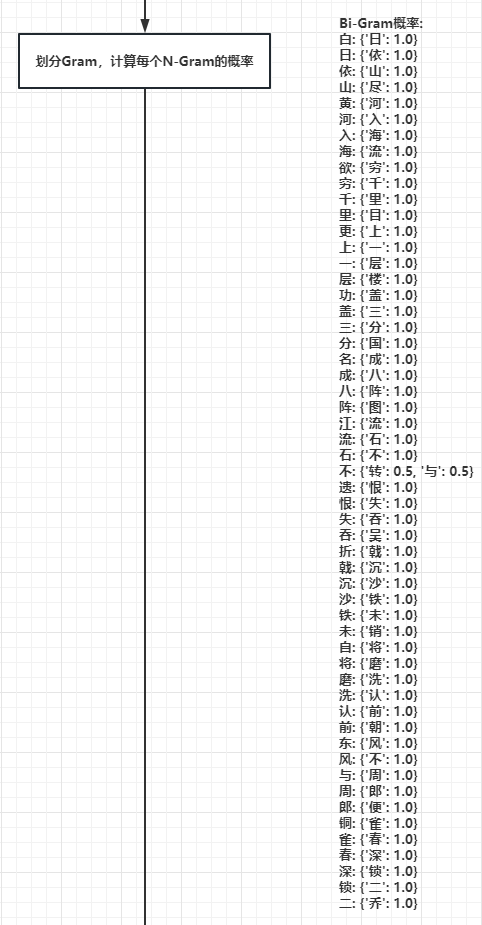 划分Gram，计算每个N-Gram的概率
Bi-Gram概率:
白: {'日': 1.0}
日: {'依': 1.0}
依: {'山': 1.0}
山: {'尽': 1.0}
黄: {'河': 1.0}
河: {'入': 1.0}
入: {'海': 1.0}
海: {'流': 1.0}
欲: {'穷': 1.0}
穷: {'千': 1.0}
千: {'里': 1.0}
里: {'目': 1.0}
更: {'上': 1.0}
上: {'一': 1.0}
一: {'层': 1.0}
层: {'楼': 1.0}
功: {'盖': 1.0}
盖: {'三': 1.0}
三: {'分': 1.0}
分: {'国': 1.0}
名: {'成': 1.0}
成: {'八': 1.0}
八: {'阵': 1.0}
阵: {'图': 1.0}
江: {'流': 1.0}
流: {'石': 1.0}
石: {'不': 1.0}
不: {'转': 0.5, '与': 0.5}
遗: {'恨': 1.0}
恨: {'失': 1.0}
失: {'吞': 1.0}
吞: {'吴': 1.0}
折: {'戟': 1.0}
戟: {'沉': 1.0}
沉: {'沙': 1.0}
沙: {'铁': 1.0}
铁: {'未': 1.0}
未: {'销': 1.0}
自: {'将': 1.0}
将: {'磨': 1.0}
磨: {'洗': 1.0}
洗: {'认': 1.0}
认: {'前': 1.0}
前: {'朝': 1.0}
东: {'风': 1.0}
风: {'不': 1.0}
与: {'周': 1.0}
周: {'郎': 1.0}
郎: {'便': 1.0}
铜: {'雀': 1.0}
雀: {'春': 1.0}
春: {'深': 1.0}
深: {'锁': 1.0}
锁: {'二': 1.0}
二: {'乔': 1.0}